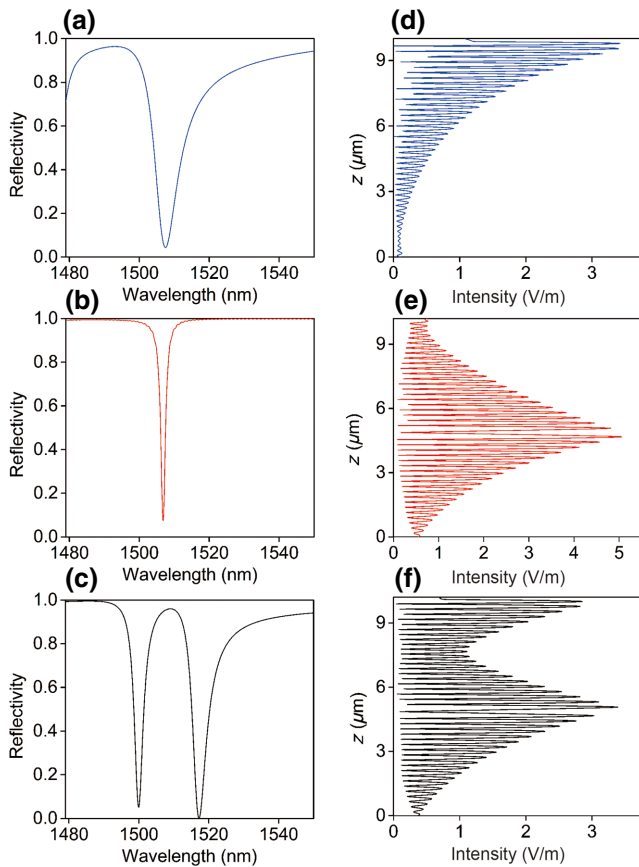 (a)
1.0
0.8
0.6
0.4
0.2
0.0
Reflectivity
1480 1500 1520 1540
Wavelength (nm)
(d)
9
6
3
0
z (µm)
0 1 2 3
Intensity (V/m)
(b)
1.0
0.8
0.6
0.4
0.2
0.0
Reflectivity
1480 1500 1520 1540
Wavelength (nm)
(e)
9
6
3
0
z (µm)
0 1 2 3 4 5
Intensity (V/m)
(c)
1.0
0.8
0.6
0.4
0.2
0.0
Reflectivity
1480 1500 1520 1540
Wavelength (nm)
(f)
9
6
3
0
z (µm)
0 1 2 3
Intensity (V/m)